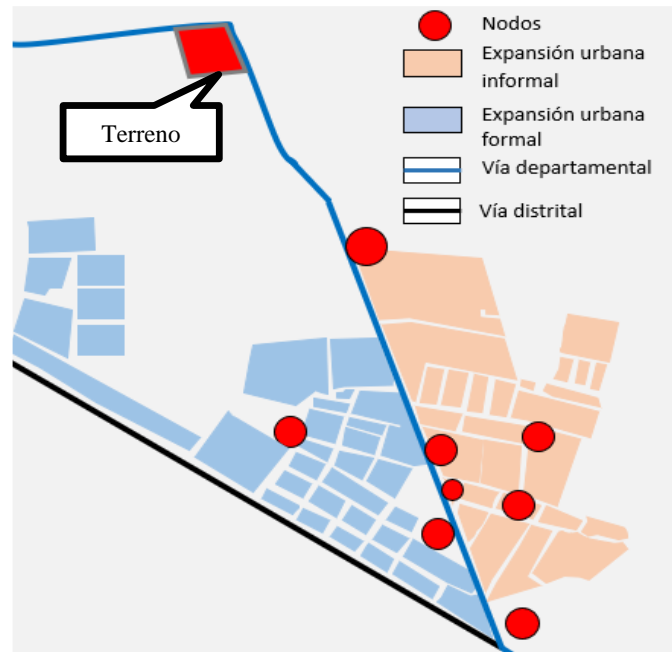 Nodos
Expansión urbana
informal
Expansión urbana
formal
Vía departamental
Vía distrital
Terreno